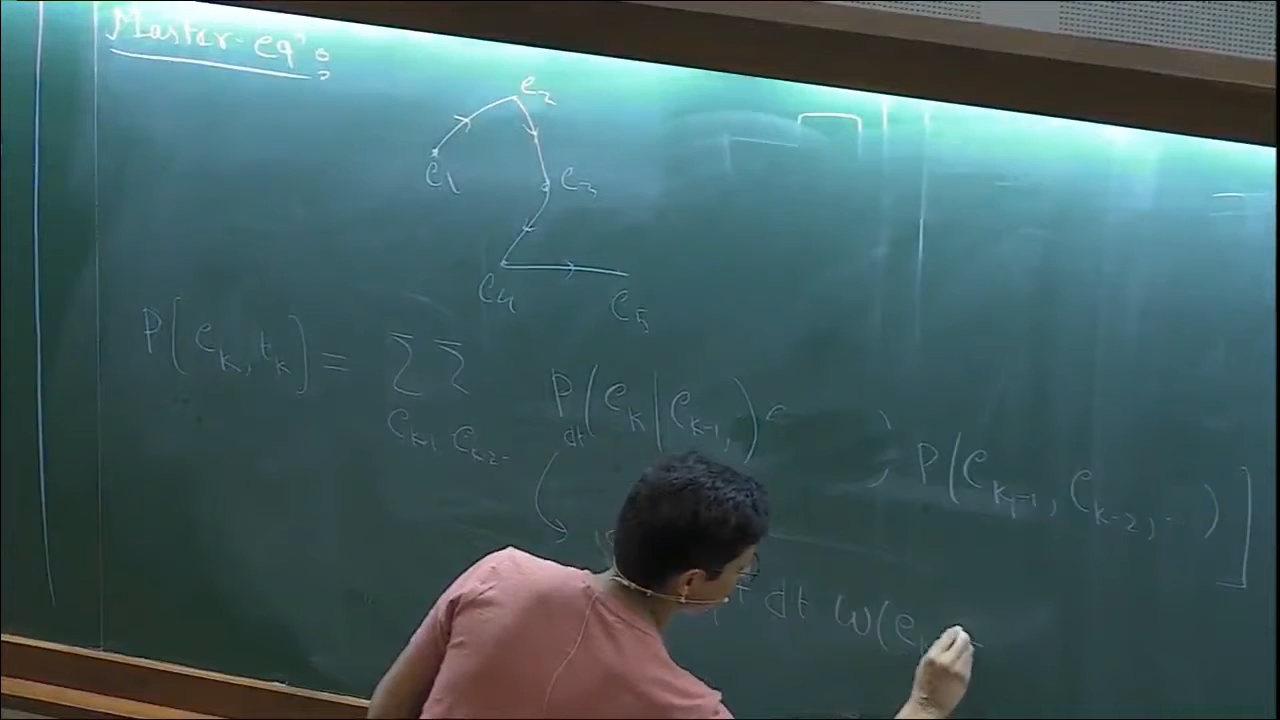 Master-eqⁿ:
e₂
e₁
e₃
e₄
e₅
P[e_k, t_k] = ∑ ∑ P_dt(e_k | e_{k-1},) P(e_{k-1}, e_{k-2}, ..)]
e_{k-1} e_{k-2}..
dt ω(e